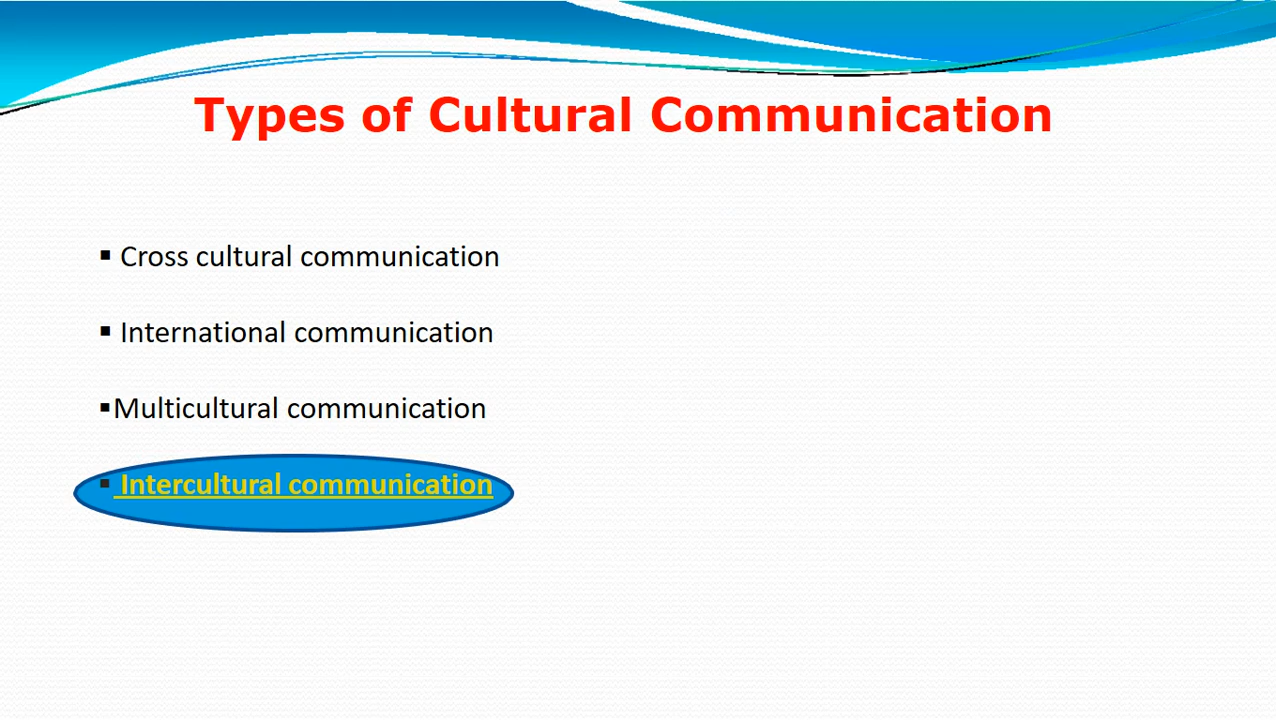 Types of Cultural Communication
▪ Cross cultural communication
▪ International communication
▪Multicultural communication
▪ Intercultural communication